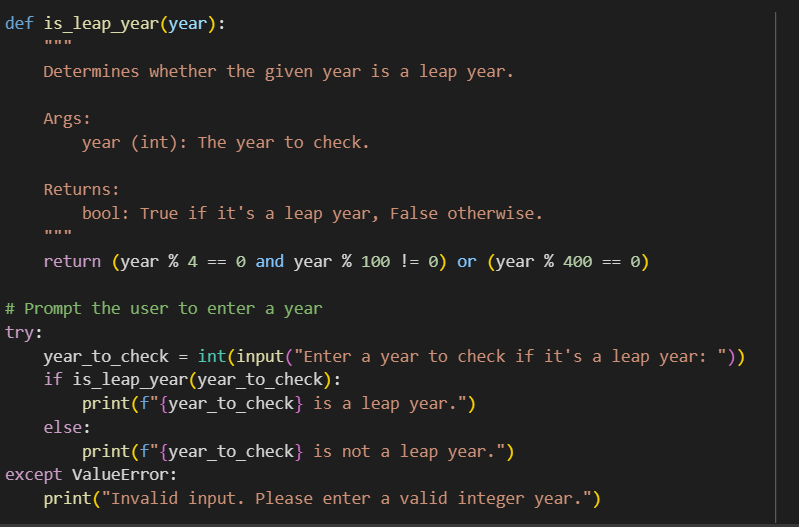 def is_leap_year(year):
    """
    Determines whether the given year is a leap year.

    Args:
        year (int): The year to check.

    Returns:
        bool: True if it's a leap year, False otherwise.
    """
    return (year % 4 == 0 and year % 100 != 0) or (year % 400 == 0)

# Prompt the user to enter a year
try:
    year_to_check = int(input("Enter a year to check if it's a leap year: "))
    if is_leap_year(year_to_check):
        print(f"{year_to_check} is a leap year.")
    else:
        print(f"{year_to_check} is not a leap year.")
except ValueError:
    print("Invalid input. Please enter a valid integer year.")